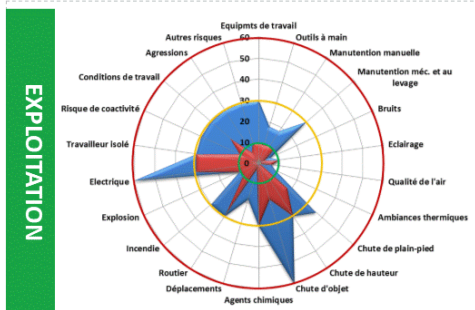 EXPLOITATION
Equipmts de travail
Outils à main
Manutention manuelle
Manutention méc. et au
levage
Bruits
Eclairage
Qualité de l'air
Ambiances thermiques
Chute de plain-pied
Chute de hauteur
Chute d'objet
Agents chimiques
Déplacements
Routier
Incendie
Explosion
Electrique
Travailleur isolé
Risque de coactivité
Conditions de travail
Agressions
Autres risques
60
50
40
30
20
10
0